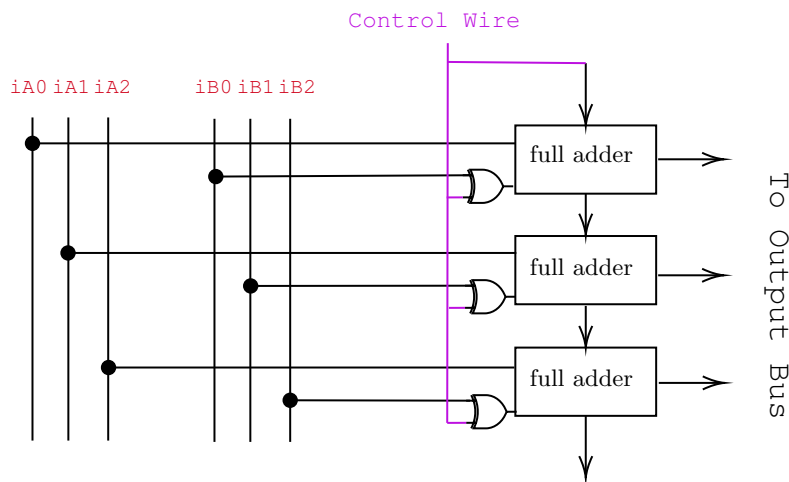 Control Wire
iA0 iA1 iA2 iB0 iB1 iB2
full adder
full adder
full adder
To Output Bus